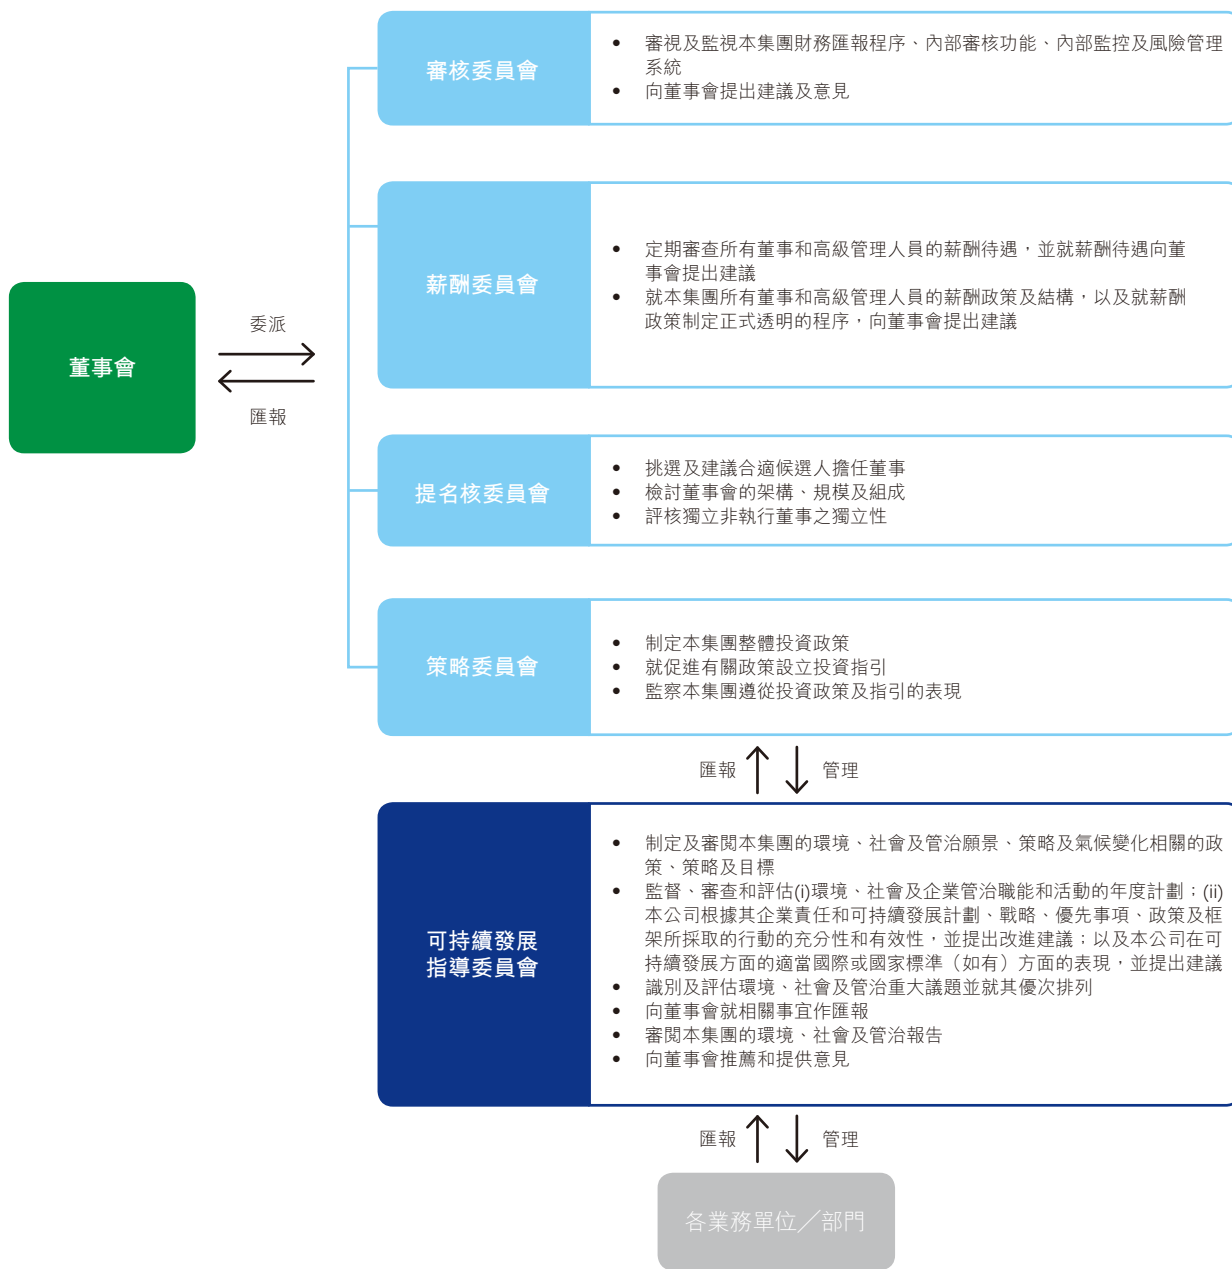 審核委員會
• 審視及監視本集團財務匯報程序、內部審核功能、內部監控及風險管理
系統
• 向董事會提出建議及意見
薪酬委員會
• 定期審查所有董事和高級管理人員的薪酬待遇，並就薪酬待遇向董
事會提出建議
• 就本集團所有董事和高級管理人員的薪酬政策及結構，以及就薪酬
政策制定正式透明的程序，向董事會提出建議
董事會
委派
匯報
提名核委員會
• 挑選及建議合適候選人擔任董事
• 檢討董事會的架構、規模及組成
• 評核獨立非執行董事之獨立性
策略委員會
• 制定本集團整體投資政策
• 就促進有關政策設立投資指引
• 監察本集團遵從投資政策及指引的表現
匯報
管理
可持續發展
指導委員會
• 制定及審閱本集團的環境、社會及管治願景、策略及氣候變化相關的政
策、策略及目標
• 監督、審查和評估(i)環境、社會及企業管治職能和活動的年度計劃；(ii)
本公司根據其企業責任和可持續發展計劃、戰略、優先事項、政策及框
架所採取的行動的充分性和有效性，並提出改進建議；以及本公司在可
持續發展方面的適當國際或國家標準（如有）方面的表現，並提出建議
• 識別及評估環境、社會及管治重大議題並就其優次排列
• 向董事會就相關事宜作匯報
• 審閱本集團的環境、社會及管治報告
• 向董事會推薦和提供意見
匯報
管理
各業務單位／部門